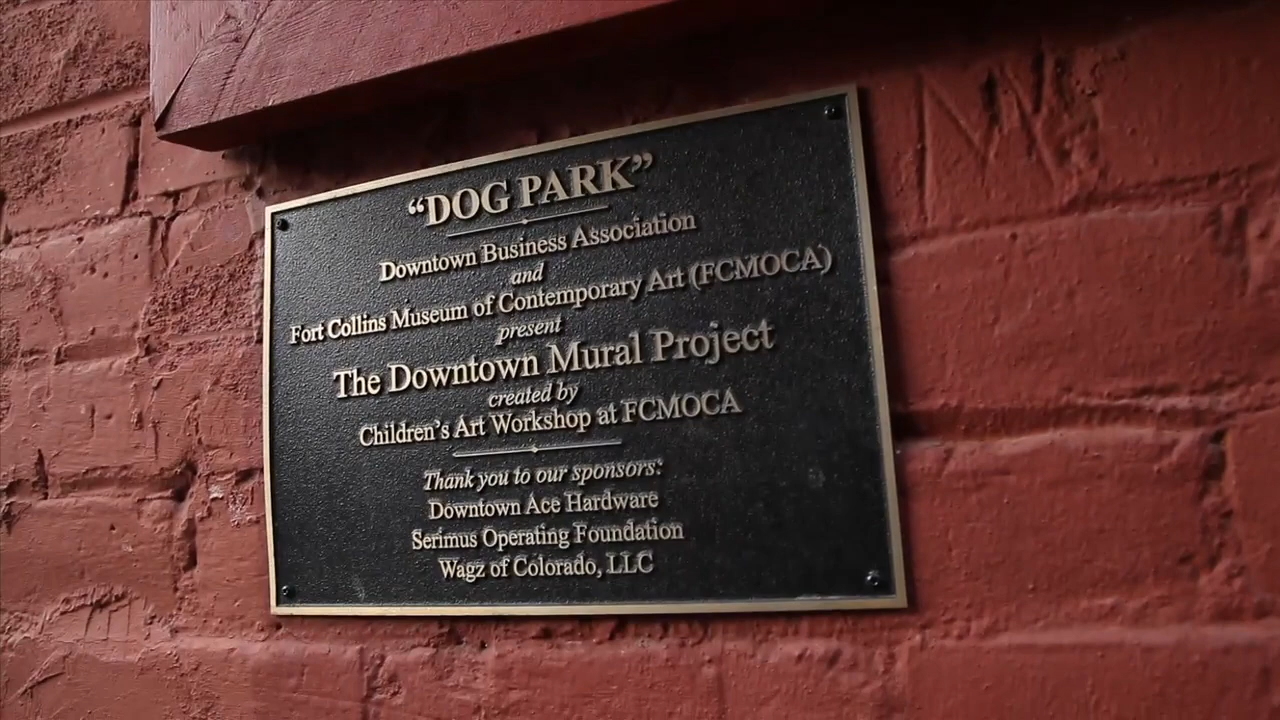 “DOG PARK”
Downtown Business Association
and
Fort Collins Museum of Contemporary Art (FCMOCA)
present
The Downtown Mural Project
created by
Children’s Art Workshop at FCMOCA
Thank you to our sponsors:
Downtown Ace Hardware
Serimus Operating Foundation
Wagz of Colorado, LLC